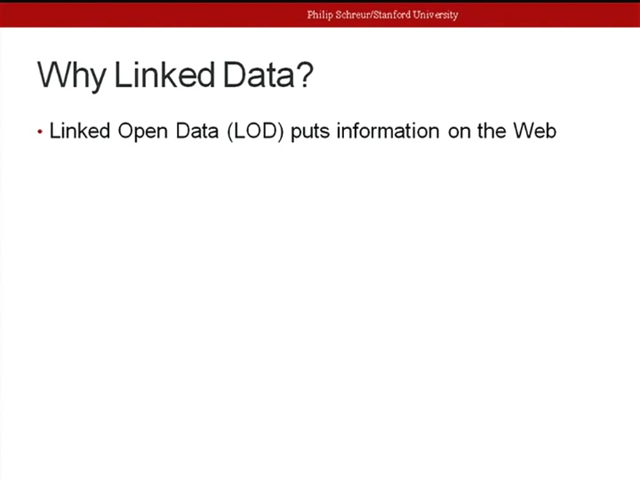 Philip Schreur/Stanford University
Why Linked Data?
• Linked Open Data (LOD) puts information on the Web